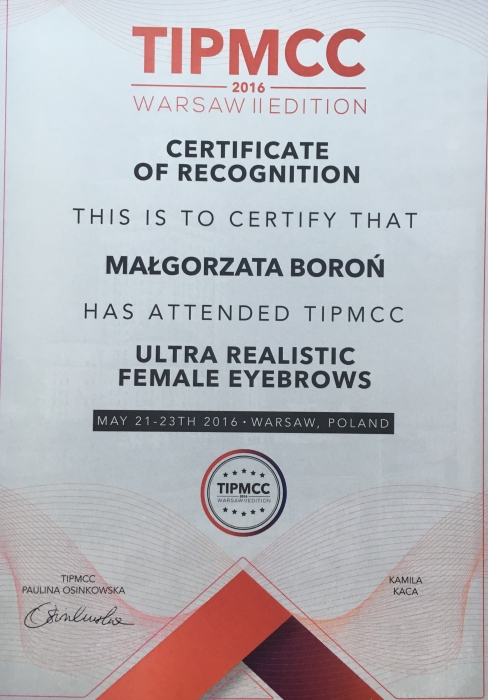 TIPMCC
2016
WARSAW II EDITION
CERTIFICATE
OF RECOGNITION
THIS IS TO CERTIFY THAT
MAŁGORZATA BOROŃ
HAS ATTENDED TIPMCC
ULTRA REALISTIC
FEMALE EYEBROWS
MAY 21-23TH 2016 · WARSAW, POLAND
TIPMCC
2016
WARSAW II EDITION
TIPMCC
PAULINA OSINKOWSKA
KAMILA
KACA